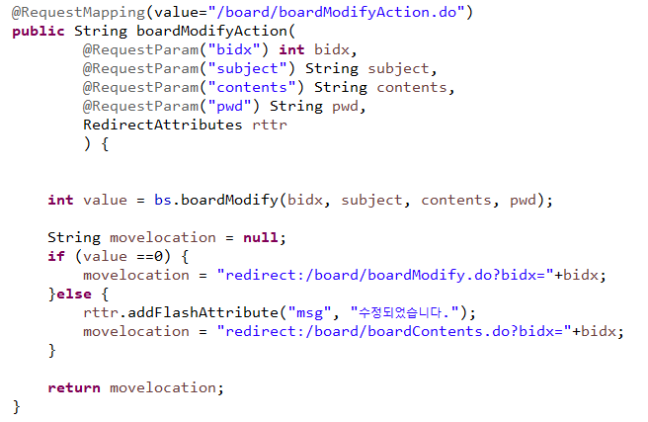 @RequestMapping(value="/board/boardModifyAction.do")
public String boardModifyAction(
@RequestParam("bidx") int bidx,
@RequestParam("subject") String subject,
@RequestParam("contents") String contents,
@RequestParam("pwd") String pwd,
RedirectAttributes rttr
) {
int value = bs.boardModify(bidx, subject, contents, pwd);
String movelocation = null;
if (value ==0) {
movelocation = "redirect:/board/boardModify.do?bidx="+bidx;
}else {
rttr.addFlashAttribute("msg", "수정되었습니다.");
movelocation = "redirect:/board/boardContents.do?bidx="+bidx;
}
return movelocation;
}